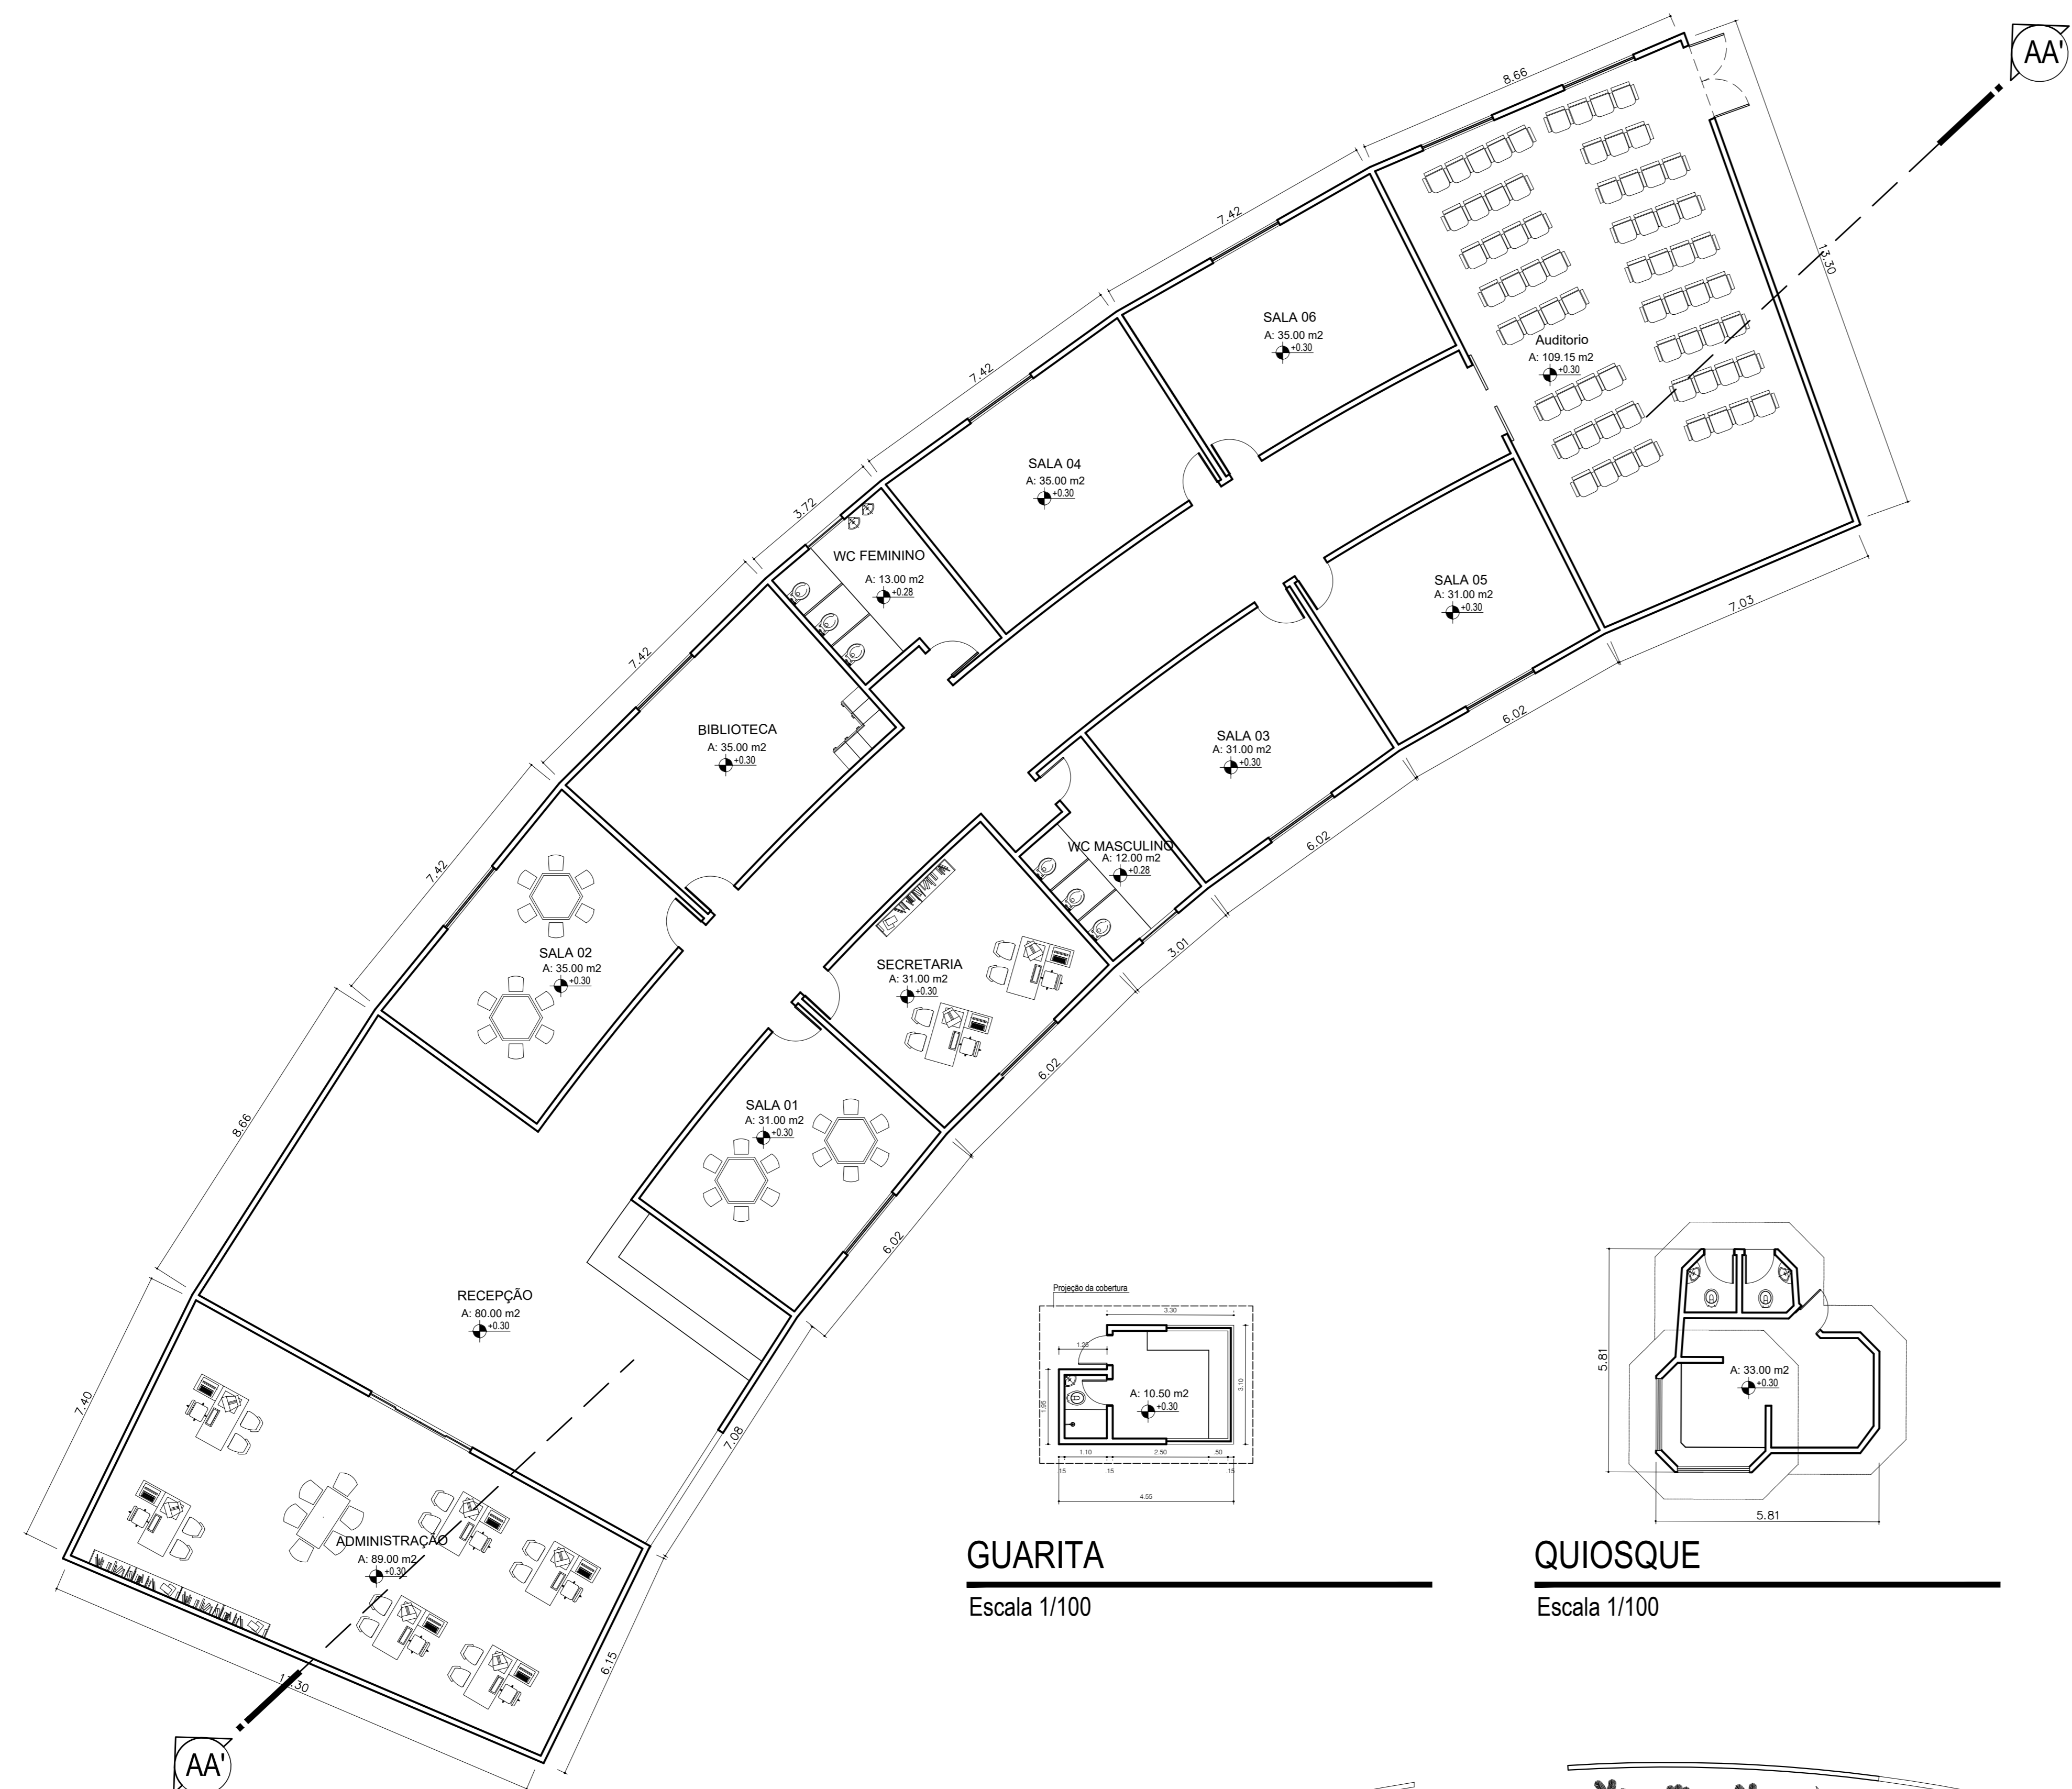 AA'
8.66
7.42
13.30
SALA 06
A: 35.00 m2
+0.30
Auditorio
A: 109.15 m2
+0.30
7.42
SALA 04
A: 35.00 m2
+0.30
3.72
WC FEMININO
A: 13.00 m2
+0.28
SALA 05
A: 31.00 m2
+0.30
7.03
7.42
6.02
BIBLIOTECA
A: 35.00 m2
+0.30
SALA 03
A: 31.00 m2
+0.30
6.02
WC MASCULINO
A: 12.00 m2
+0.28
7.42
3.01
SALA 02
A: 35.00 m2
+0.30
SECRETARIA
A: 31.00 m2
+0.30
6.02
8.66
SALA 01
A: 31.00 m2
+0.30
6.02
RECEPÇÃO
A: 80.00 m2
+0.30
7.08
7.40
ADMINISTRAÇÃO
A: 89.00 m2
+0.30
6.15
AA'
Projeção da cobertura
3.30
1.25
1.95
A: 10.50 m2
+0.30
3.10
1.10
2.50
.50
.15
.15
.15
4.55
GUARITA
Escala 1/100
5.81
A: 33.00 m2
+0.30
5.81
QUIOSQUE
Escala 1/100